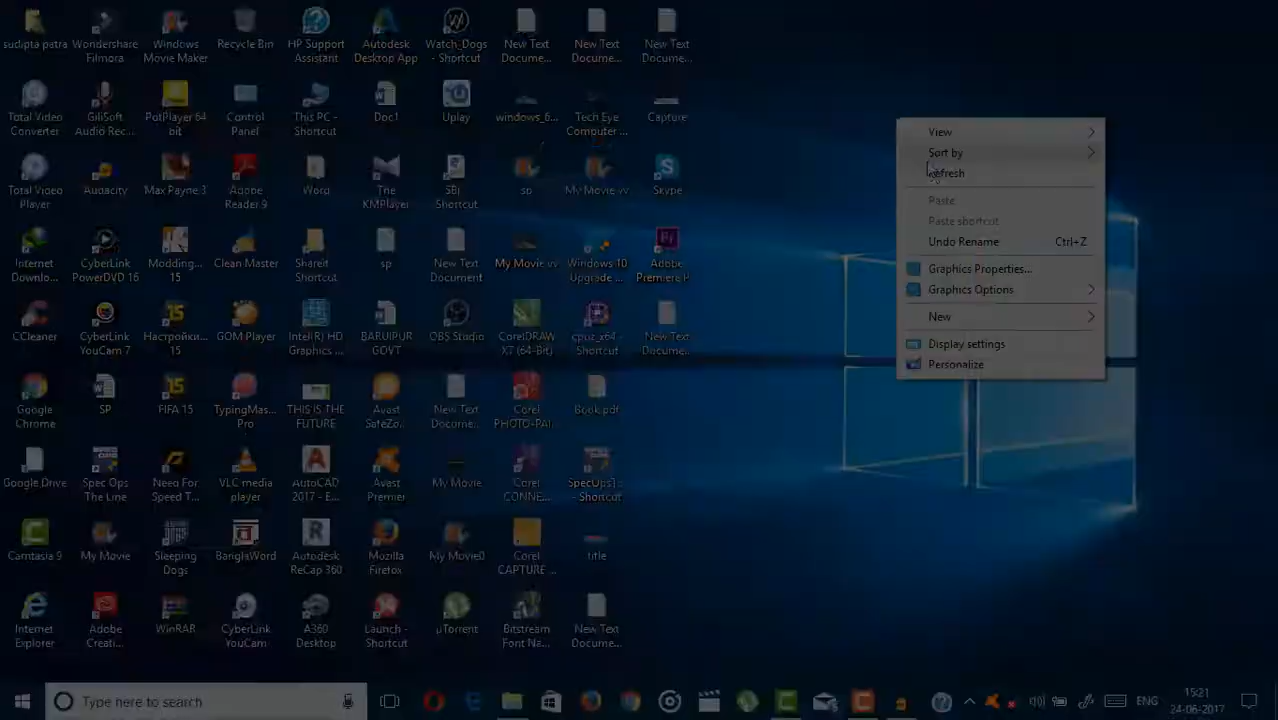 sudipta patra
Wondershare
Filmora
Windows
Movie Maker
Recycle Bin
HP Support
Assistant
Autodesk
Desktop App
Watch_Dogs
- Shortcut
New Text
Docume...
New Text
Docume...
New Text
Docume...
Total Video
Converter
GiliSoft
Audio Rec...
PotPlayer 64
bit
Control
Panel
This PC -
Shortcut
Doc1
Uplay
windows_6...
Tech Eye
Computer ...
Capture
Total Video
Player
Audacity
Max Payne 3
Adobe
Reader 9
Word
The
KMPlayer
SBI
Shortcut
sp
My Movie.vv
Skype
Internet
Downlo...
CyberLink
PowerDVD 16
Modding...
15
Clean Master
ShareIt
Shortcut
sp
New Text
Document
My Movie.vv
Windows 10
Upgrade ...
Adobe
Premiere P
CCleaner
CyberLink
YouCam 7
Настройки...
15
GOM Player
Intel(R) HD
Graphics ...
BARUIPUR
GOVT
OBS Studio
CorelDRAW
X7 (64-Bit)
cpuz_x64 -
Shortcut
New Text
Docume...
Google
Chrome
SP
FIFA 15
TypingMas...
Pro
THIS IS THE
FUTURE
Avast
SafeZo...
New Text
Docume...
Corel
PHOTO-PAI...
Book.pdf
Google Drive
Spec Ops
The Line
Need For
Speed T...
VLC media
player
AutoCAD
2017 - E...
Avast
Premier
My Movie
Corel
CONNE...
SpecOpsT...
- Shortcut
Camtasia 9
My Movie
Sleeping
Dogs
BanglaWord
Autodesk
ReCap 360
Mozilla
Firefox
My Movie0
Corel
CAPTURE ...
title
Internet
Explorer
Adobe
Creati...
WinRAR
CyberLink
YouCam
A360
Desktop
Launch -
Shortcut
µTorrent
Bitstream
Font Na...
New Text
Docume...
View
Sort by
Refresh
Paste
Paste shortcut
Undo Rename Ctrl+Z
Graphics Properties...
Graphics Options
New
Display settings
Personalize
Type here to search
ENG
15:21
24-06-2017